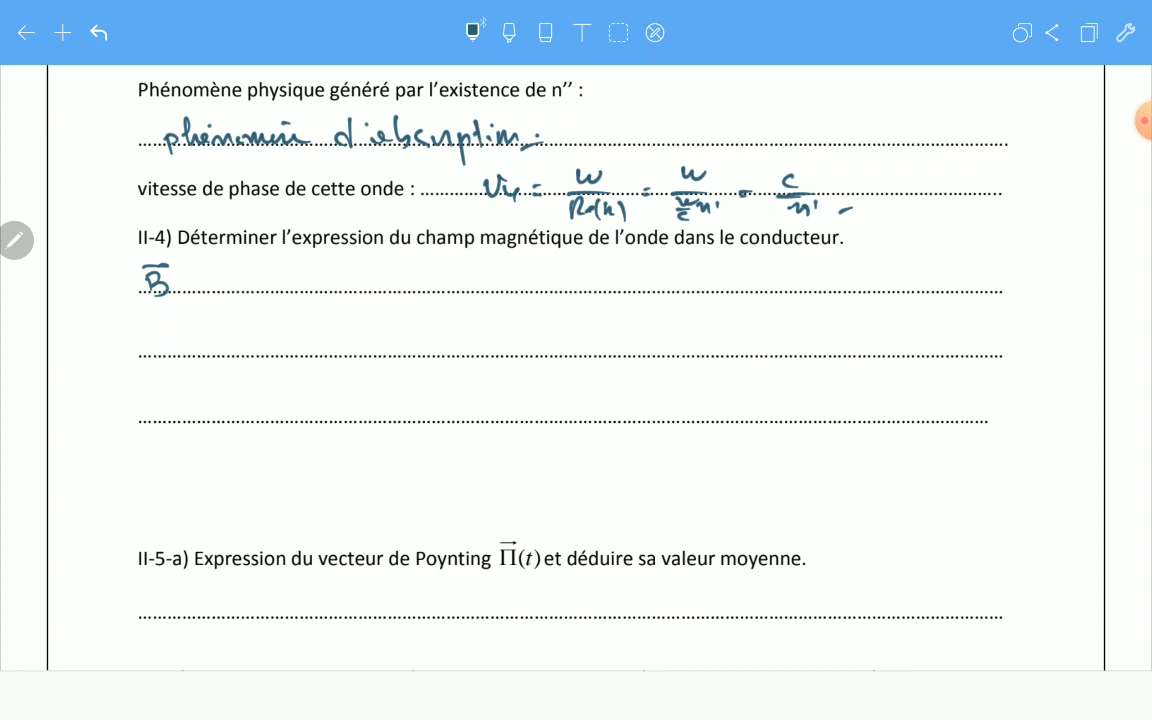 Phénomène physique généré par l’existence de n’’ :
phénomène d'absorption.
vitesse de phase de cette onde : Vφ = w / Re(k) = w / (w/c n') = c / n'
II-4) Déterminer l’expression du champ magnétique de l’onde dans le conducteur.
B
II-5-a) Expression du vecteur de Poynting Π(t) et déduire sa valeur moyenne.